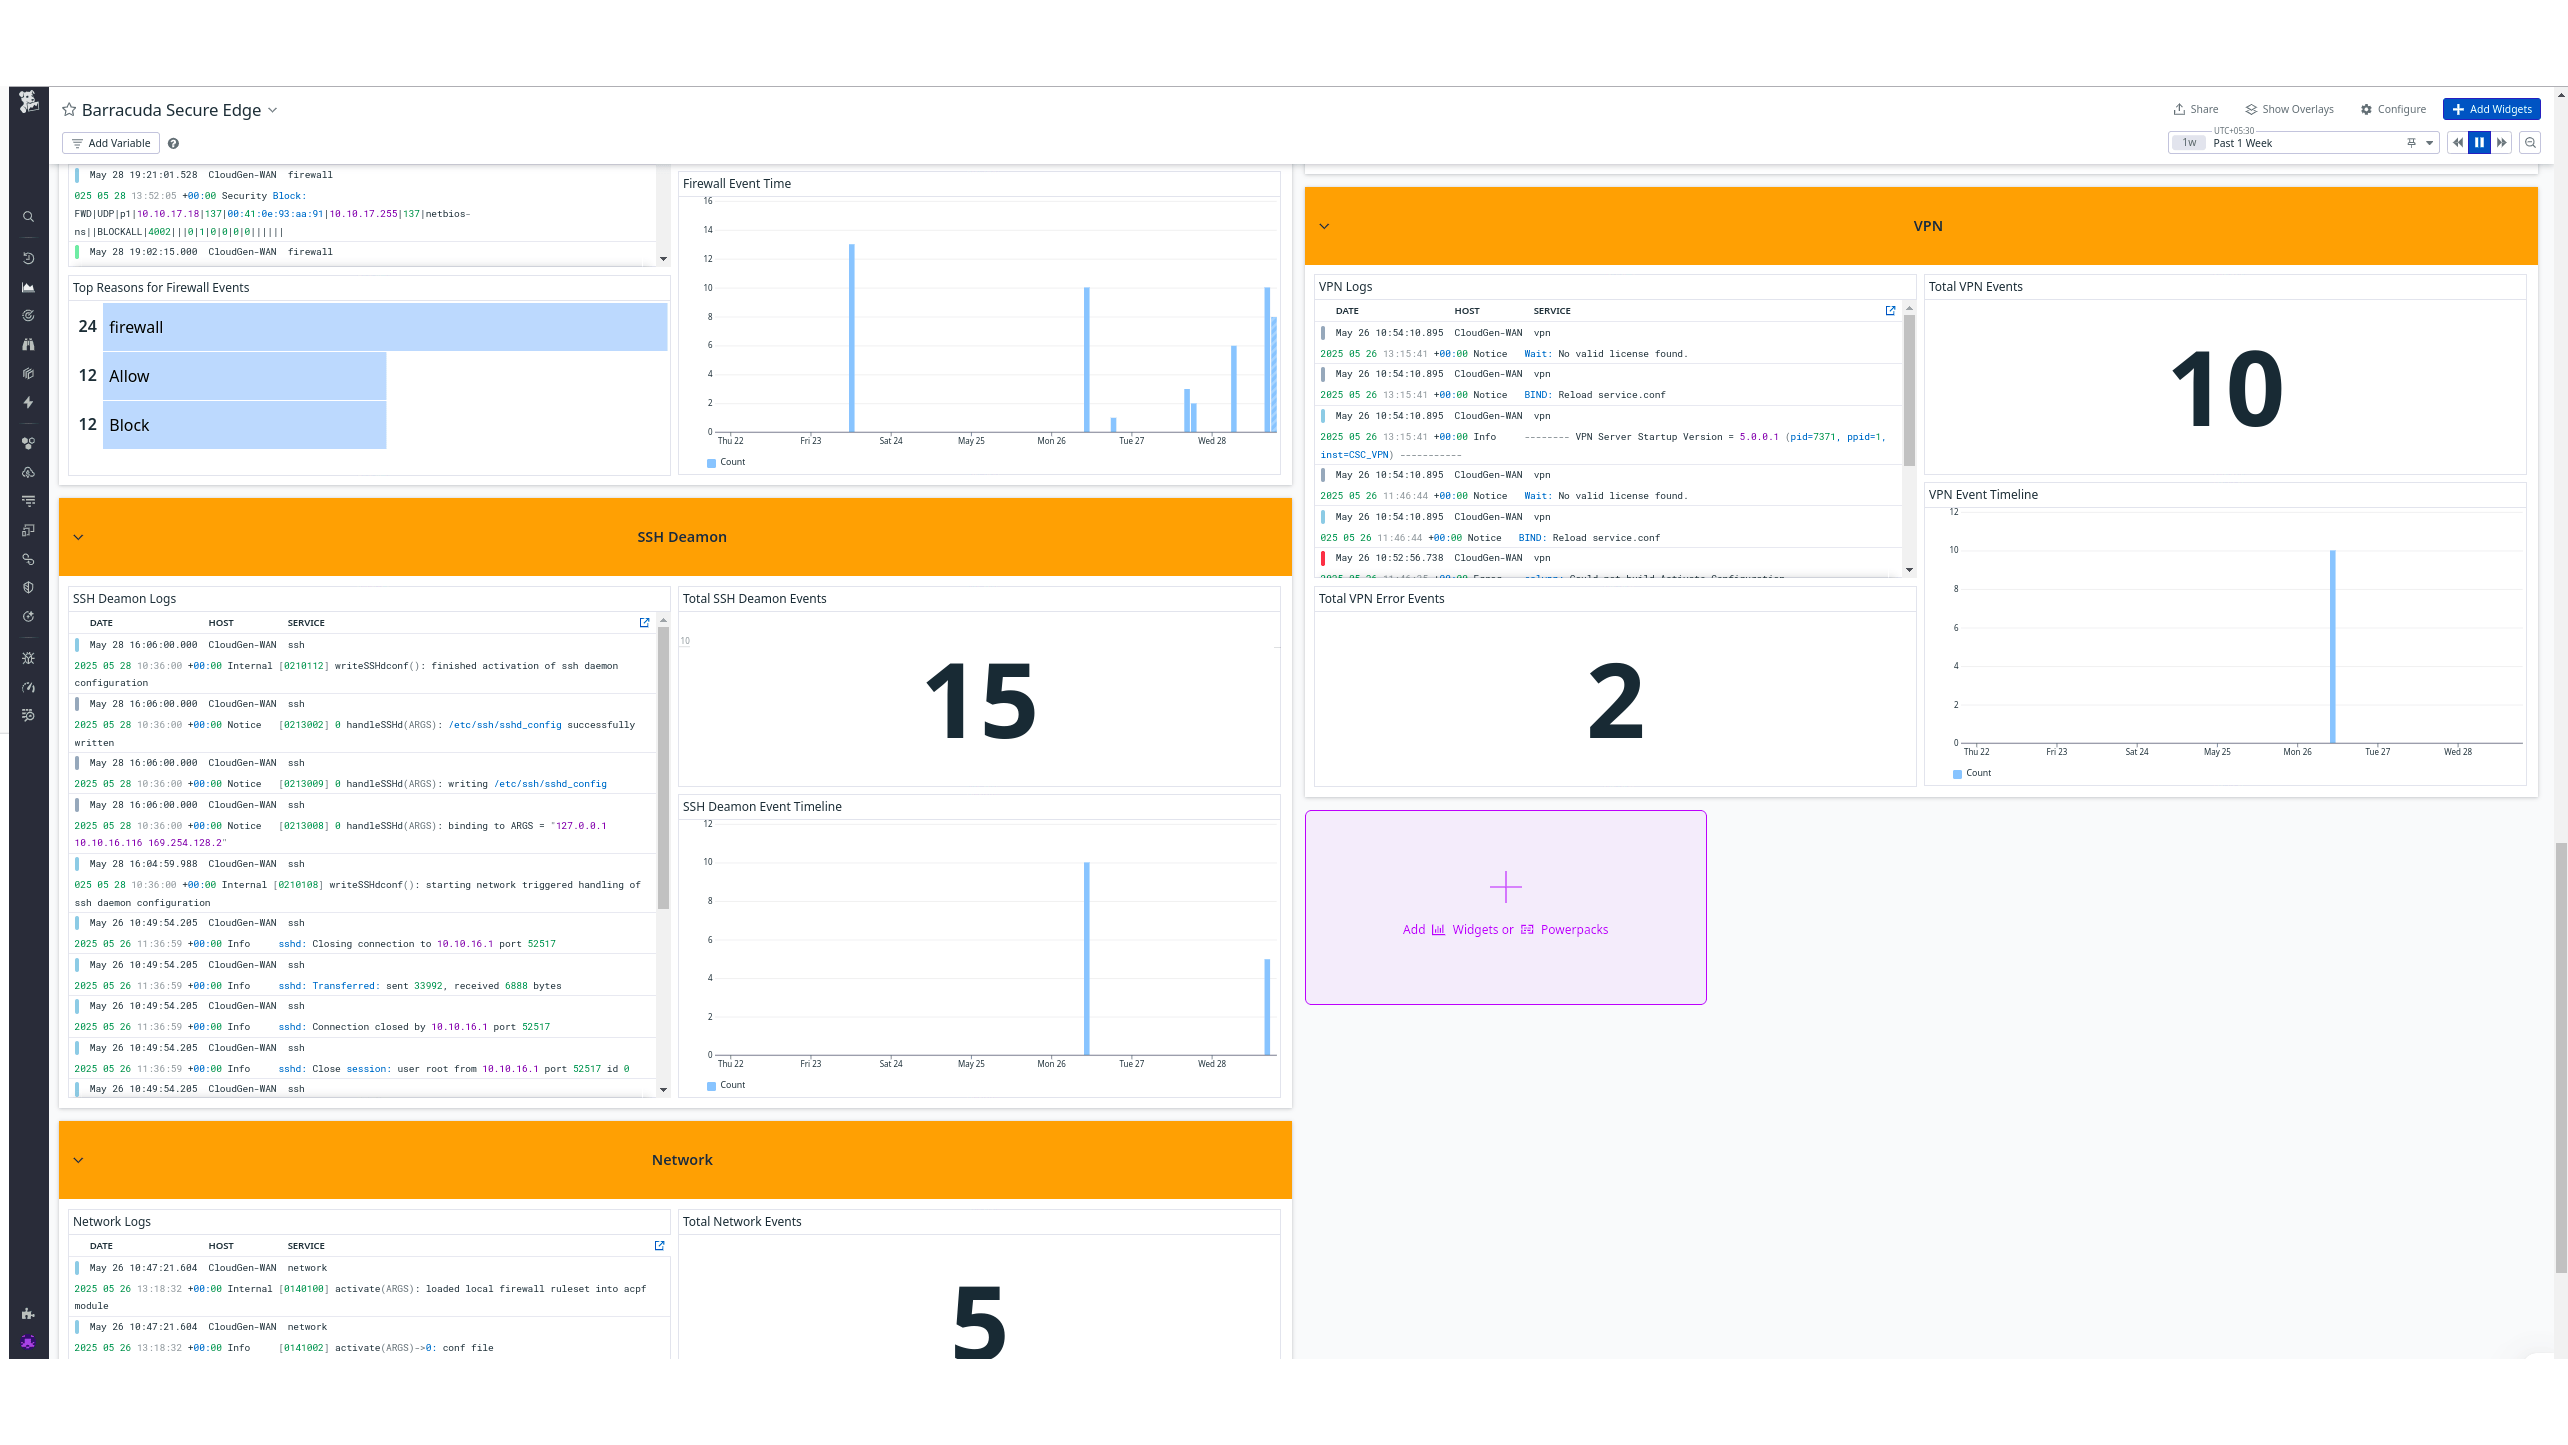 Barracuda Secure Edge
Share
Show Overlays
Configure
Add Widgets
Add Variable
UTC+05:30
1w Past 1 Week
May 28 19:21:01.528 CloudGen-WAN firewall
025 05 28 13:52:05 +00:00 Security Block:
FWD|UDP|p1|10.10.17.18|137|00:41:0e:93:aa:91|10.10.17.255|137|netbios-
ns||BLOCKALL|4002|||0|1|0|0|0|0||||||
May 28 19:02:15.000 CloudGen-WAN firewall
Top Reasons for Firewall Events
24 firewall
12 Allow
12 Block
Firewall Event Time
16
14
12
10
8
6
4
2
0
Thu 22 Fri 23 Sat 24 May 25 Mon 26 Tue 27 Wed 28
Count
SSH Deamon
SSH Deamon Logs
DATE HOST SERVICE
May 28 16:06:00.000 CloudGen-WAN ssh
2025 05 28 10:36:00 +00:00 Internal [0210112] writeSSHdconf(): finished activation of ssh daemon
configuration
May 28 16:06:00.000 CloudGen-WAN ssh
2025 05 28 10:36:00 +00:00 Notice [0213002] 0 handleSSHd(ARGS): /etc/ssh/sshd_config successfully
written
May 28 16:06:00.000 CloudGen-WAN ssh
2025 05 28 10:36:00 +00:00 Notice [0213009] 0 handleSSHd(ARGS): writing /etc/ssh/sshd_config
May 28 16:06:00.000 CloudGen-WAN ssh
2025 05 28 10:36:00 +00:00 Notice [0213008] 0 handleSSHd(ARGS): binding to ARGS = "127.0.0.1
10.10.16.116 169.254.128.2"
May 28 16:04:59.988 CloudGen-WAN ssh
025 05 28 10:36:00 +00:00 Internal [0210108] writeSSHdconf(): starting network triggered handling of
ssh daemon configuration
May 26 10:49:54.205 CloudGen-WAN ssh
2025 05 26 11:36:59 +00:00 Info sshd: Closing connection to 10.10.16.1 port 52517
May 26 10:49:54.205 CloudGen-WAN ssh
2025 05 26 11:36:59 +00:00 Info sshd: Transferred: sent 33992, received 6888 bytes
May 26 10:49:54.205 CloudGen-WAN ssh
2025 05 26 11:36:59 +00:00 Info sshd: Connection closed by 10.10.16.1 port 52517
May 26 10:49:54.205 CloudGen-WAN ssh
2025 05 26 11:36:59 +00:00 Info sshd: Close session: user root from 10.10.16.1 port 52517 id 0
May 26 10:49:54.205 CloudGen-WAN ssh
Total SSH Deamon Events
10
15
SSH Deamon Event Timeline
12
10
8
6
4
2
0
Thu 22 Fri 23 Sat 24 May 25 Mon 26 Tue 27 Wed 28
Count
Network
Network Logs
DATE HOST SERVICE
May 26 10:47:21.604 CloudGen-WAN network
2025 05 26 13:18:32 +00:00 Internal [0140100] activate(ARGS): loaded local firewall ruleset into acpf
module
May 26 10:47:21.604 CloudGen-WAN network
2025 05 26 13:18:32 +00:00 Info [0141002] activate(ARGS)->0: conf file
Total Network Events
5
VPN
VPN Logs
DATE HOST SERVICE
May 26 10:54:10.895 CloudGen-WAN vpn
2025 05 26 13:15:41 +00:00 Notice Wait: No valid license found.
May 26 10:54:10.895 CloudGen-WAN vpn
2025 05 26 13:15:41 +00:00 Notice BIND: Reload service.conf
May 26 10:54:10.895 CloudGen-WAN vpn
2025 05 26 13:15:41 +00:00 Info -------- VPN Server Startup Version = 5.0.0.1 (pid=7371, ppid=1,
inst=CSC_VPN) -----------
May 26 10:54:10.895 CloudGen-WAN vpn
2025 05 26 11:46:44 +00:00 Notice Wait: No valid license found.
May 26 10:54:10.895 CloudGen-WAN vpn
025 05 26 11:46:44 +00:00 Notice BIND: Reload service.conf
May 26 10:52:56.738 CloudGen-WAN vpn
Total VPN Events
10
Total VPN Error Events
2
VPN Event Timeline
12
10
8
6
4
2
0
Thu 22 Fri 23 Sat 24 May 25 Mon 26 Tue 27 Wed 28
Count
Add Widgets or Powerpacks